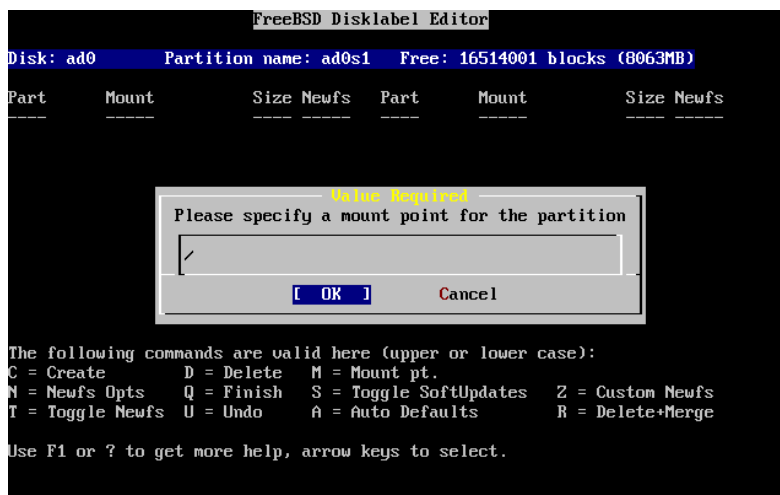 FreeBSD Disklabel Editor
Disk: ad0 Partition name: ad0s1 Free: 16514001 blocks (8063MB)
Part Mount Size Newfs Part Mount Size Newfs
---- ----- ---- ----- ---- ----- ---- -----
Value Required
Please specify a mount point for the partition
/
[ OK ] Cancel
The following commands are valid here (upper or lower case):
C = Create D = Delete M = Mount pt.
N = Newfs Opts Q = Finish S = Toggle SoftUpdates Z = Custom Newfs
T = Toggle Newfs U = Undo A = Auto Defaults R = Delete+Merge
Use F1 or ? to get more help, arrow keys to select.